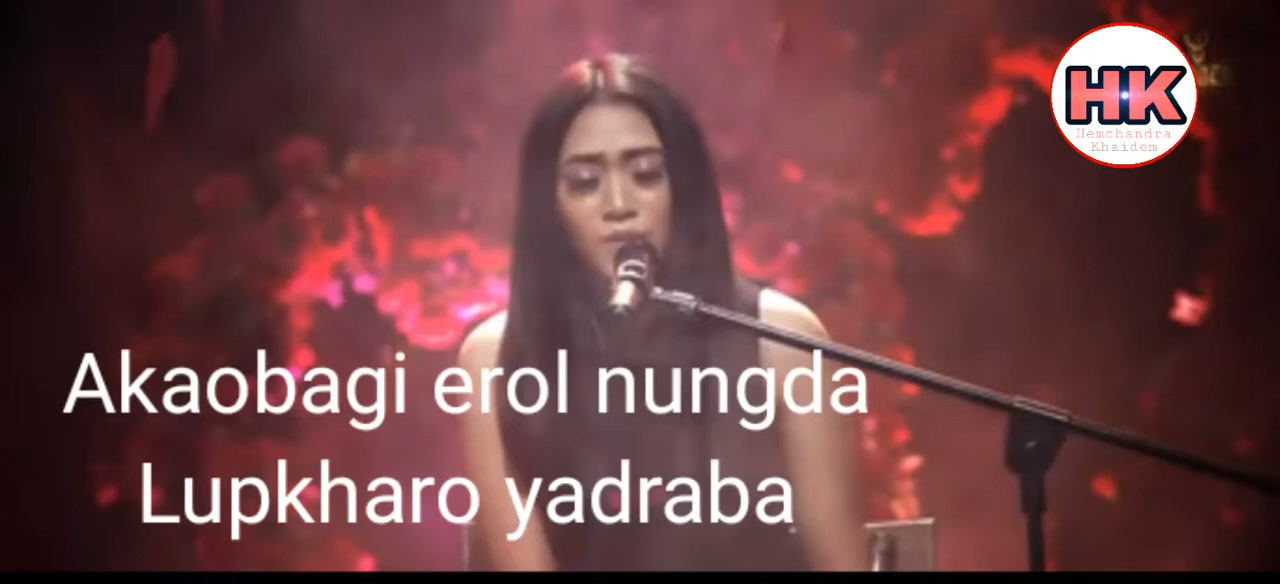 HK
Hemchandra
Khaidem
Akaobagi erol nungda
Lupkharo yadraba